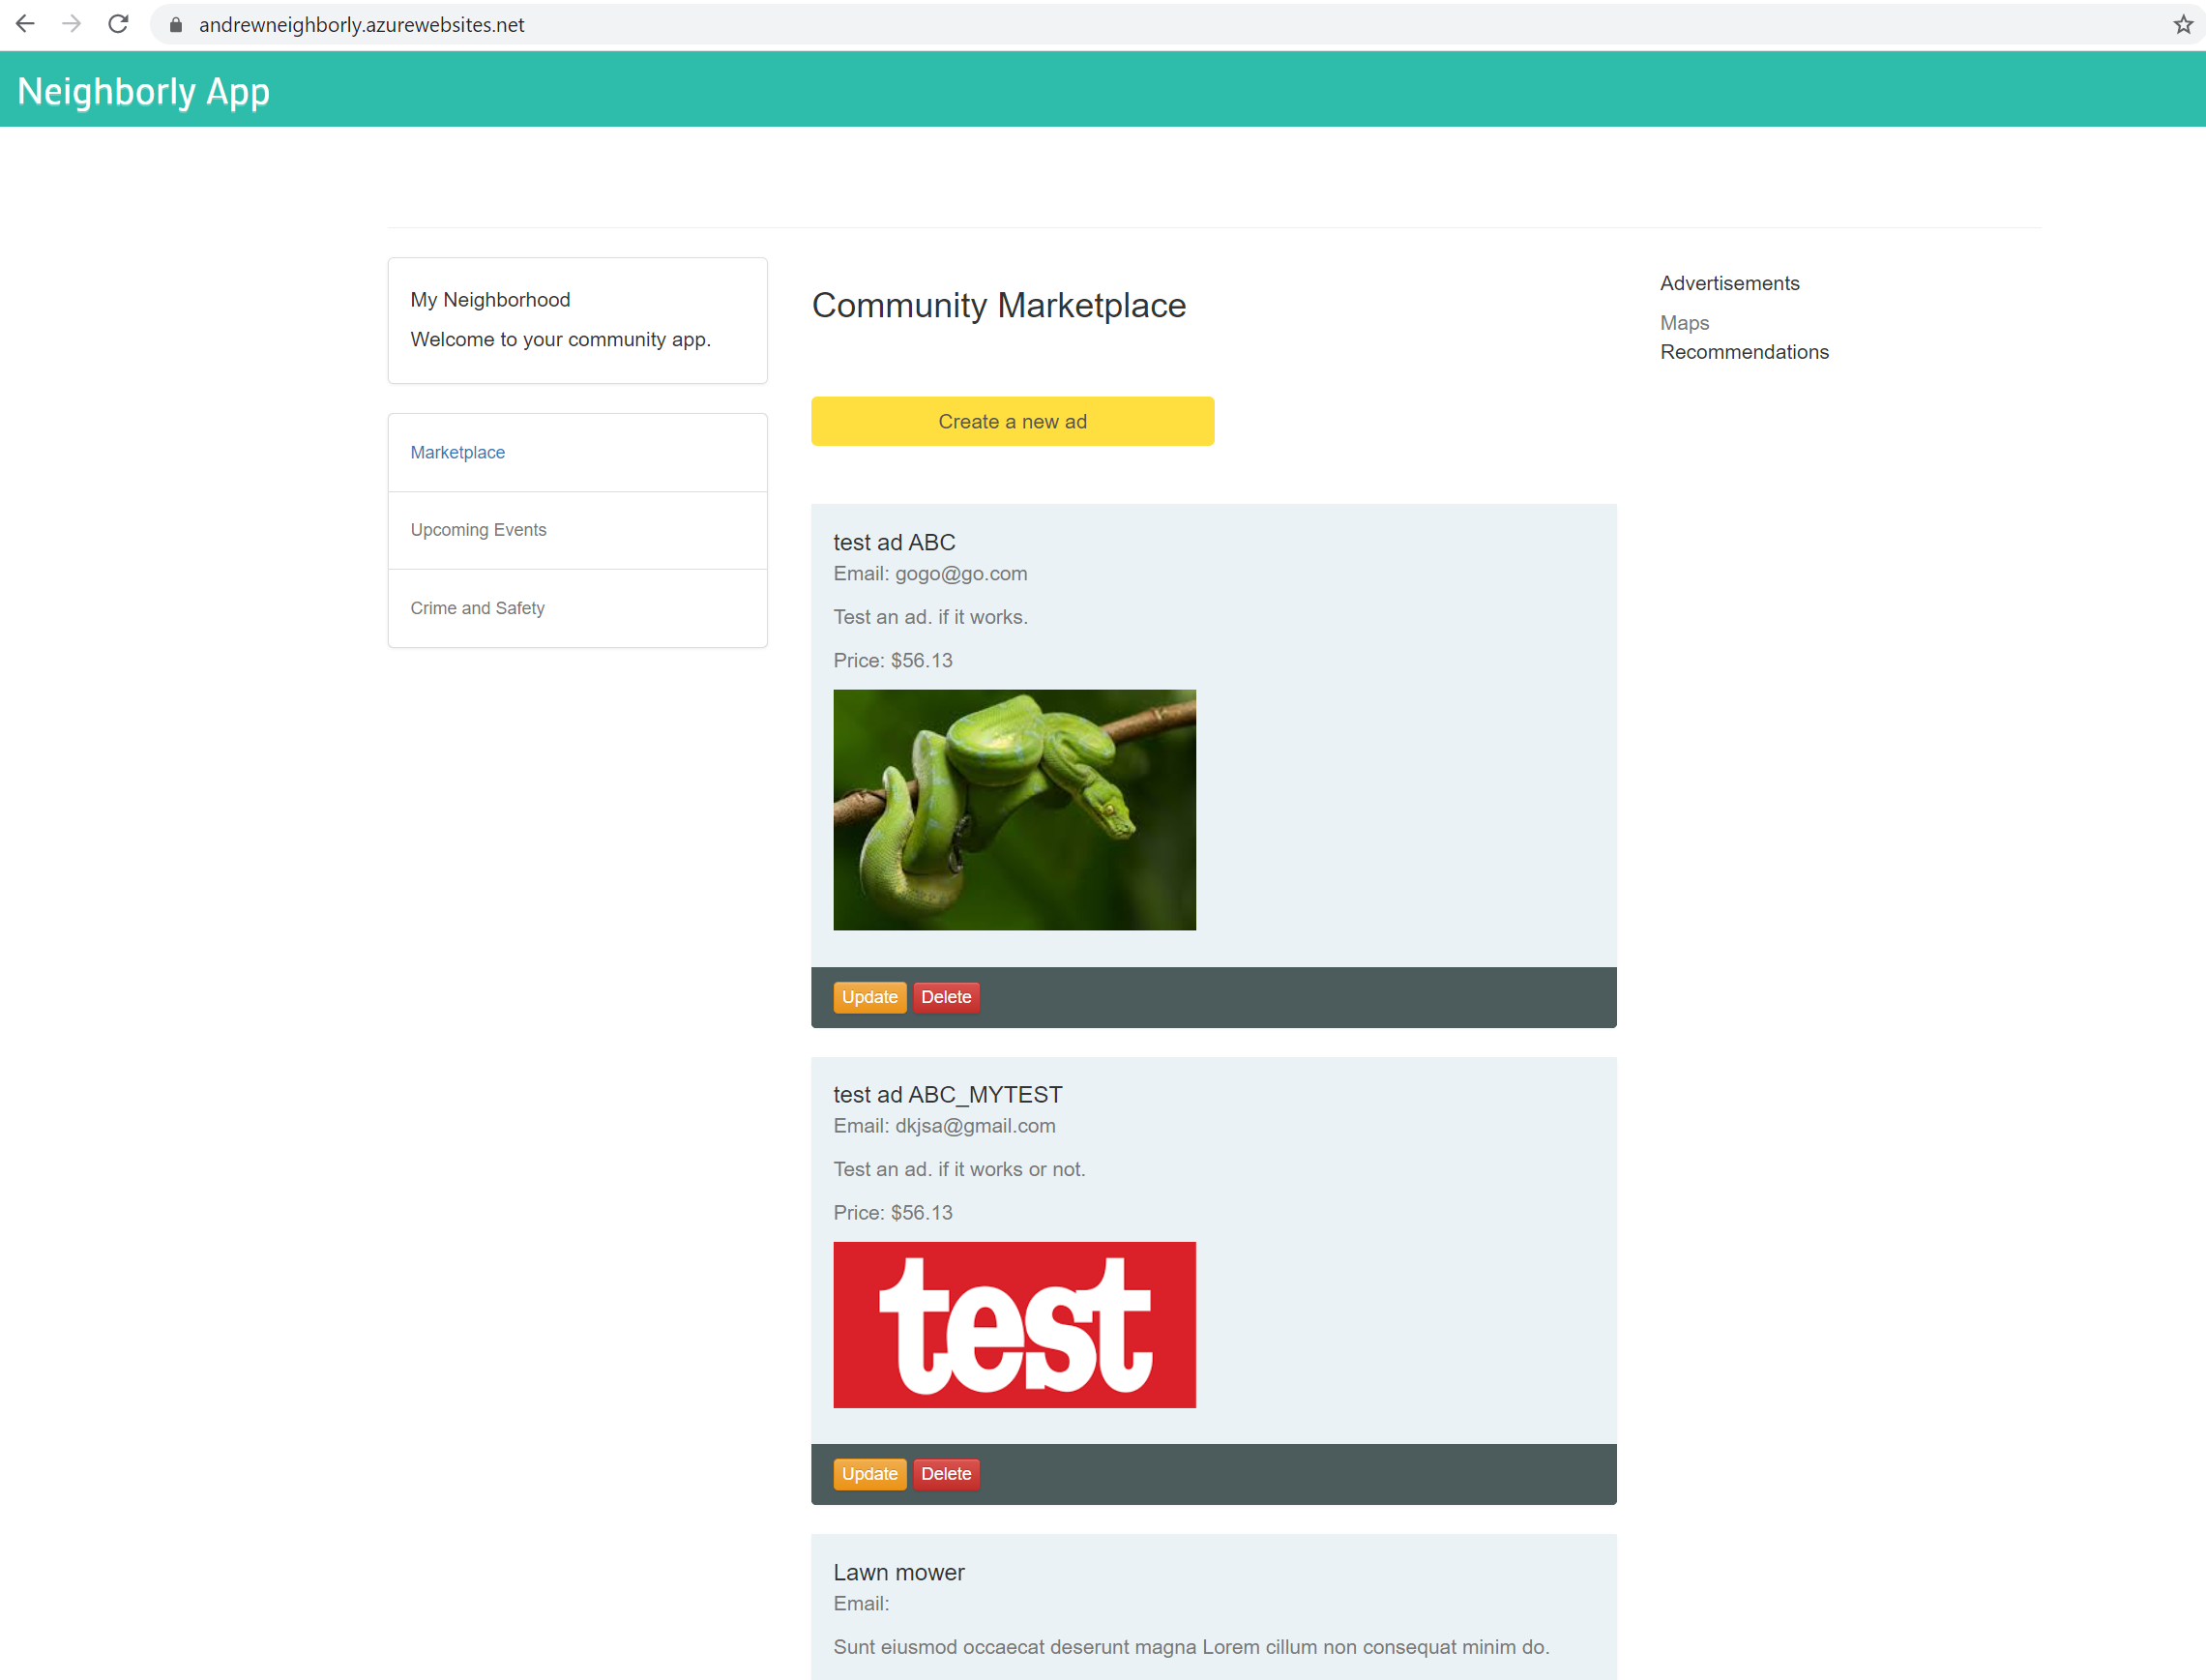 andrewneighborly.azurewebsites.net
Neighborly App
My Neighborhood
Welcome to your community app.
Marketplace
Upcoming Events
Crime and Safety
Community Marketplace
Create a new ad
test ad ABC
Email: gogo@go.com
Test an ad. if it works.
Price: $56.13
Update Delete
test ad ABC_MYTEST
Email: dkjsa@gmail.com
Test an ad. if it works or not.
Price: $56.13
test
Update Delete
Lawn mower
Email:
Sunt eiusmod occaecat deserunt magna Lorem cillum non consequat minim do.
Advertisements
Maps
Recommendations